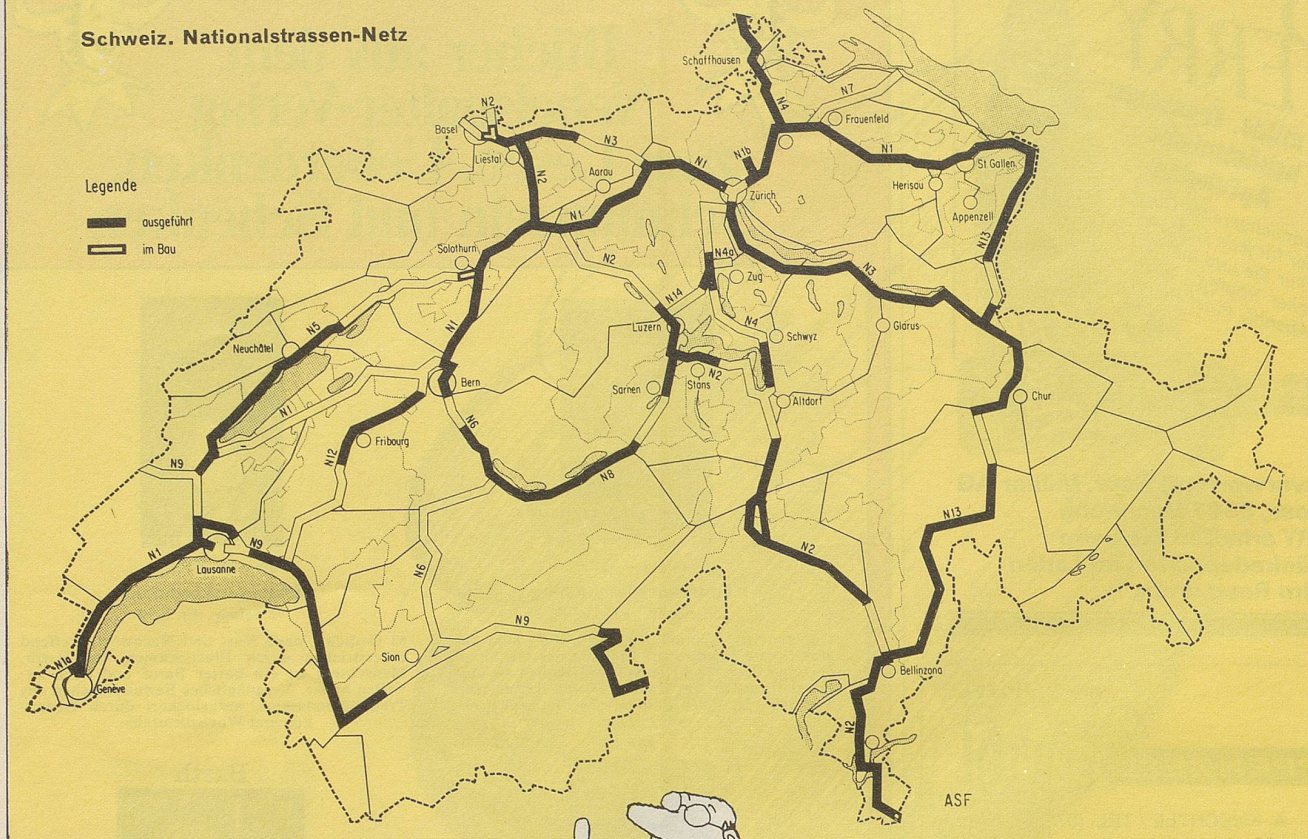 Schweiz. Nationalstrassen-Netz
Schaffhausen
N2
N7
N4
Basel
Frauenfeld
N3
N1
N1b
N1
Liestal
St Gallen
Aarau
Legende
N2
Zürich
Herisau
Appenzell
ausgeführt
N1
im Bau
Solothurn
N13
N4a
N2
N3
Zug
N14
N5
N1
Luzern
N4
Glarus
Schwyz
Neuchâtel
N2
Bern
Sarnen
Stans
Chur
Altdorf
N1
N6
Fribourg
N12
N9
N8
N13
N9
N1
N2
Lausanne
N6
N9
Sion
N1a
Bellinzona
Genève
N2
ASF